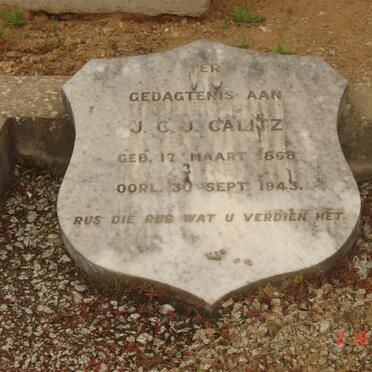 TER
GEDAGTENIS AAN
J. C. J. CALITZ
GEB. 17 MAART 1868
OORL. 30 SEPT. 1943.
RUS DIE RUS WAT U VERDIEN HET.